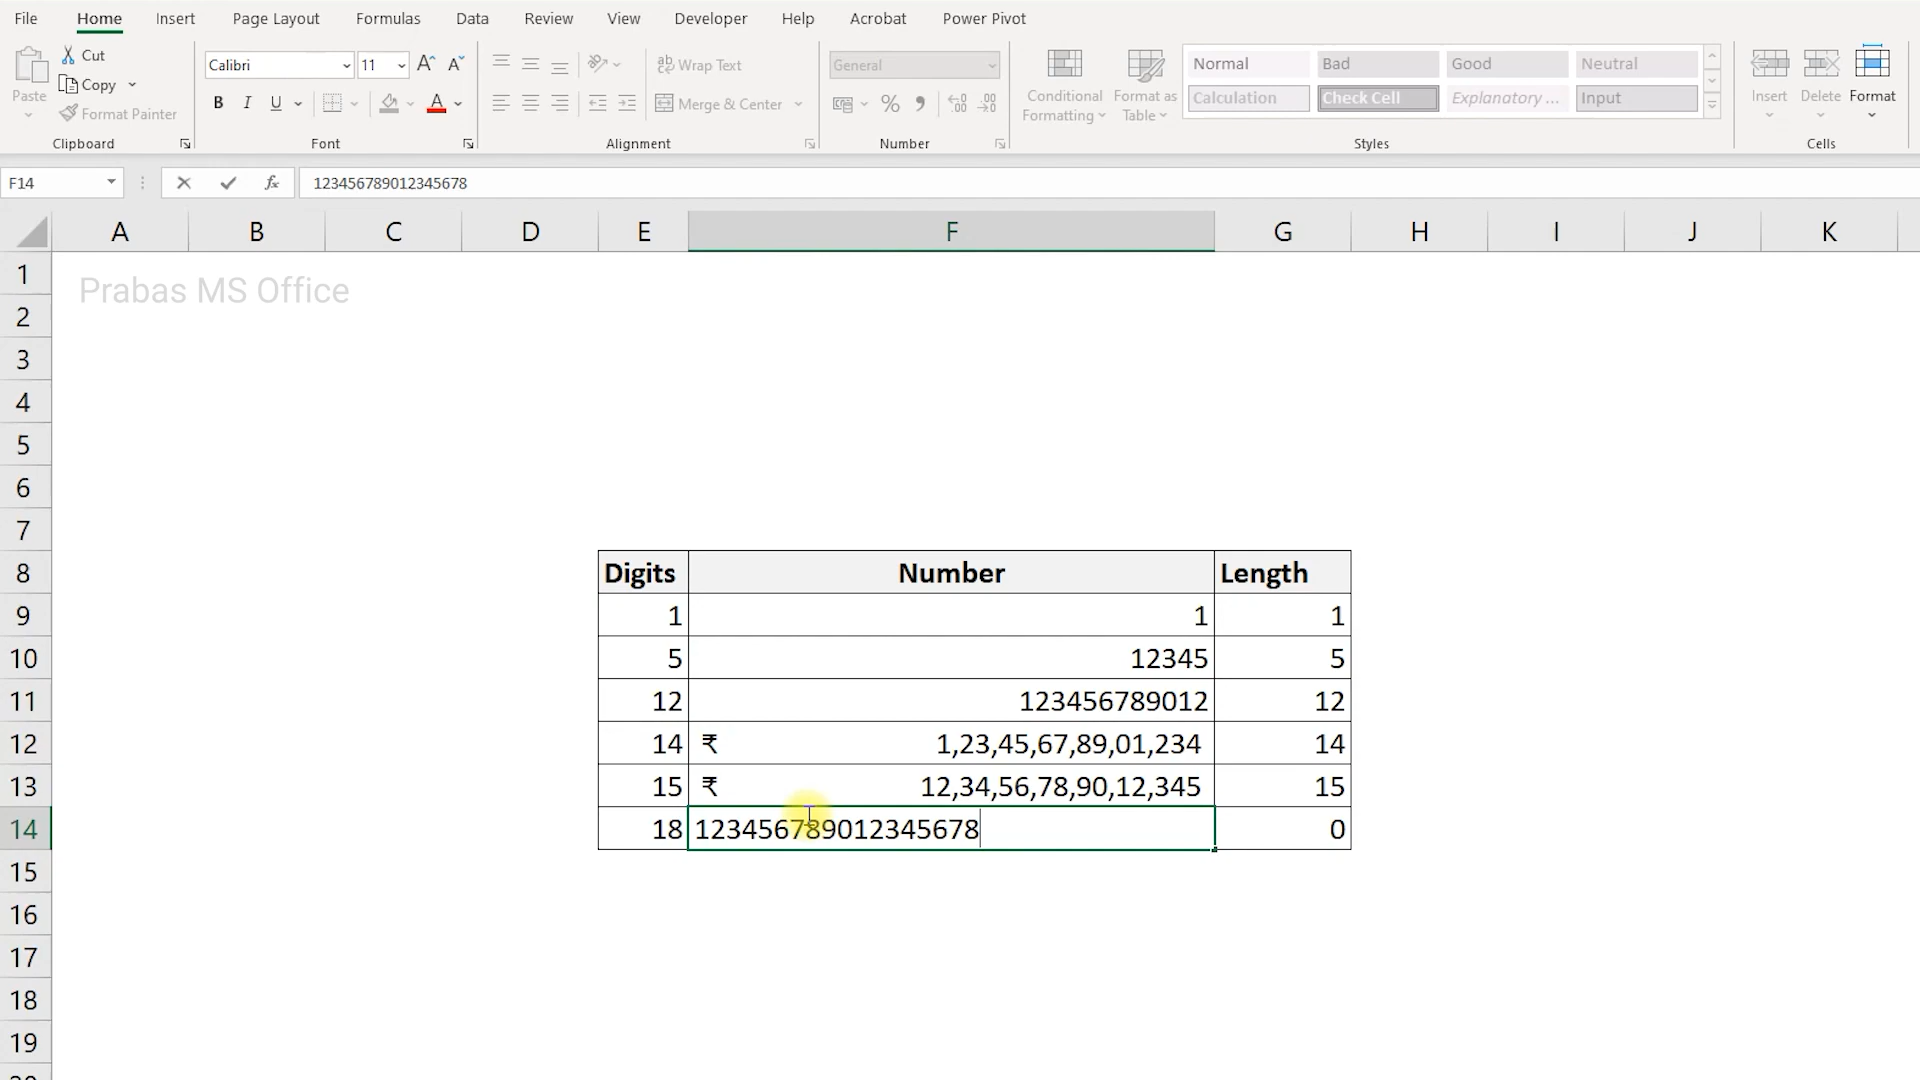 File Home Insert Page Layout Formulas Data Review View Developer Help Acrobat Power Pivot
Paste
Cut
Copy
Format Painter
Clipboard
Calibri 11 A A
B I U A
Font
ab Wrap Text
Merge & Center
Alignment
General
% 
Number
Conditional Formatting
Format as Table
Normal Bad Good Neutral
Calculation Check Cell Explanatory ... Input
Styles
Insert Delete Format
Cells
F14 fx 123456789012345678
A B C D E F G H I J K
1
Prabas MS Office
2
3
4
5
6
7
8 Digits Number Length
9 1 1 1
10 5 12345 5
11 12 123456789012 12
12 14 ₹ 1,23,45,67,89,01,234 14
13 15 ₹ 12,34,56,78,90,12,345 15
14 18 123456789012345678 0
15
16
17
18
19